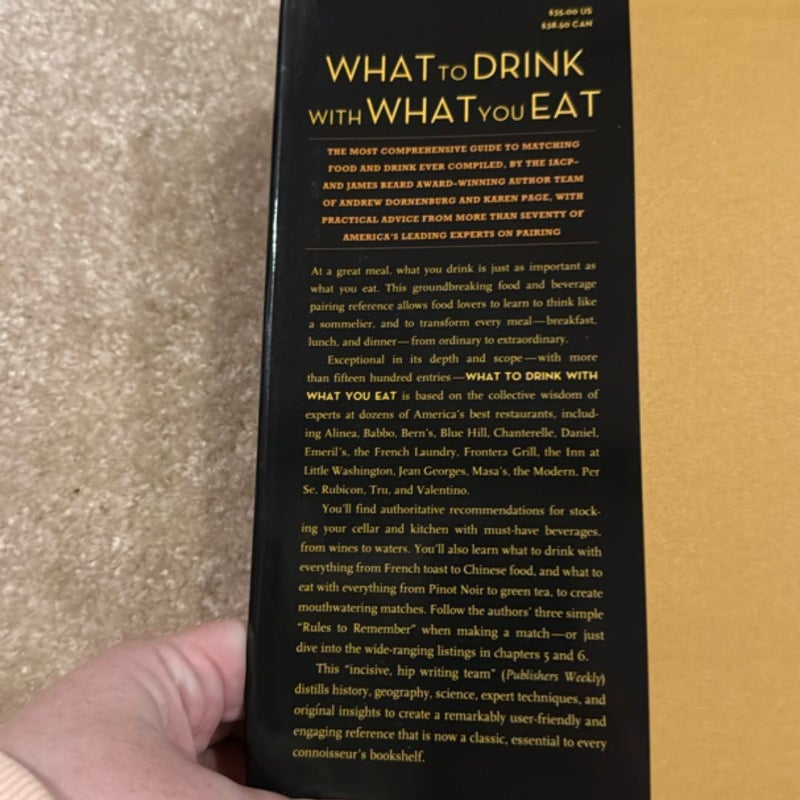 $35.00 US
$38.50 CAN
WHAT TO DRINK
WITH WHAT YOU EAT
THE MOST COMPREHENSIVE GUIDE TO MATCHING
FOOD AND DRINK EVER COMPILED, BY THE IACP–
AND JAMES BEARD AWARD–WINNING AUTHOR TEAM
OF ANDREW DORNENBURG AND KAREN PAGE, WITH
PRACTICAL ADVICE FROM MORE THAN SEVENTY OF
AMERICA'S LEADING EXPERTS ON PAIRING
At a great meal, what you drink is just as important as
what you eat. This groundbreaking food and beverage
pairing reference allows food lovers to learn to think like
a sommelier, and to transform every meal—breakfast,
lunch, and dinner—from ordinary to extraordinary.
Exceptional in its depth and scope—with more
than fifteen hundred entries—WHAT TO DRINK WITH
WHAT YOU EAT is based on the collective wisdom of
experts at dozens of America's best restaurants, includ-
ing Alinea, Babbo, Bern's, Blue Hill, Chanterelle, Daniel,
Emeril's, the French Laundry, Frontera Grill, the Inn at
Little Washington, Jean Georges, Masa's, the Modern, Per
Se, Rubicon, Tru, and Valentino.
You'll find authoritative recommendations for stock-
ing your cellar and kitchen with must-have beverages,
from wines to waters. You'll also learn what to drink with
everything from French toast to Chinese food, and what to
eat with everything from Pinot Noir to green tea, to create
mouthwatering matches. Follow the authors' three simple
"Rules to Remember" when making a match—or just
dive into the wide-ranging listings in chapters 5 and 6.
This "incisive, hip writing team" (Publishers Weekly)
distills history, geography, science, expert techniques, and
original insights to create a remarkably user-friendly and
engaging reference that is now a classic, essential to every
connoisseur's bookshelf.